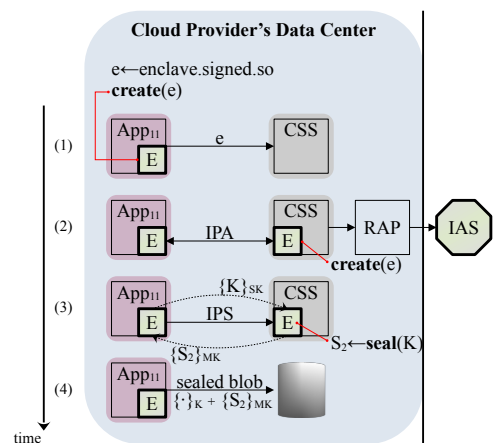 Cloud Provider's Data Center
e←enclave.signed.so
create(e)
(1)
App₁₁
E
e
CSS
(2)
App₁₁
E
IPA
CSS
E
RAP
IAS
create(e)
(3)
App₁₁
E
{K}SK
IPS
{S₂}MK
CSS
E
S₂←seal(K)
(4)
App₁₁
E
sealed blob
{·}K + {S₂}MK
time